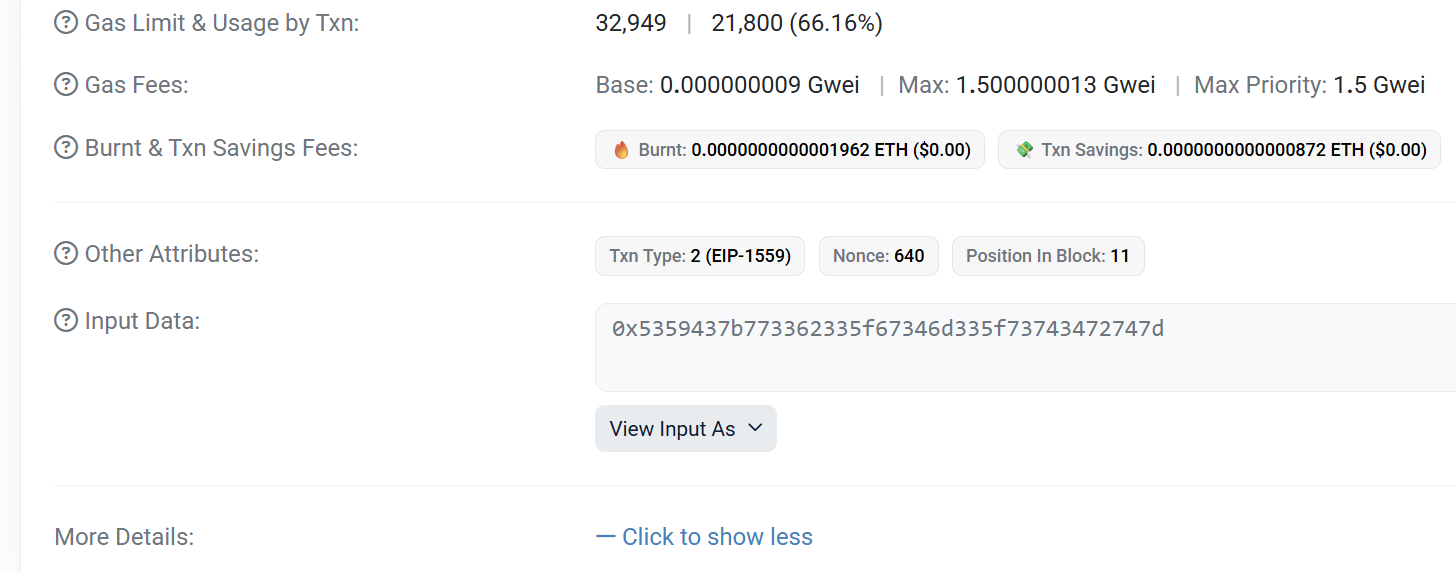 Gas Limit & Usage by Txn: 32,949 | 21,800 (66.16%)
Gas Fees: Base: 0.000000009 Gwei | Max: 1.500000013 Gwei | Max Priority: 1.5 Gwei
Burnt & Txn Savings Fees: 🔥 Burnt: 0.0000000000001962 ETH ($0.00) 💸 Txn Savings: 0.0000000000000872 ETH ($0.00)
Other Attributes: Txn Type: 2 (EIP-1559) Nonce: 640 Position In Block: 11
Input Data: 0x5359437b773362335f67346d335f73743472747d
View Input As
More Details: — Click to show less